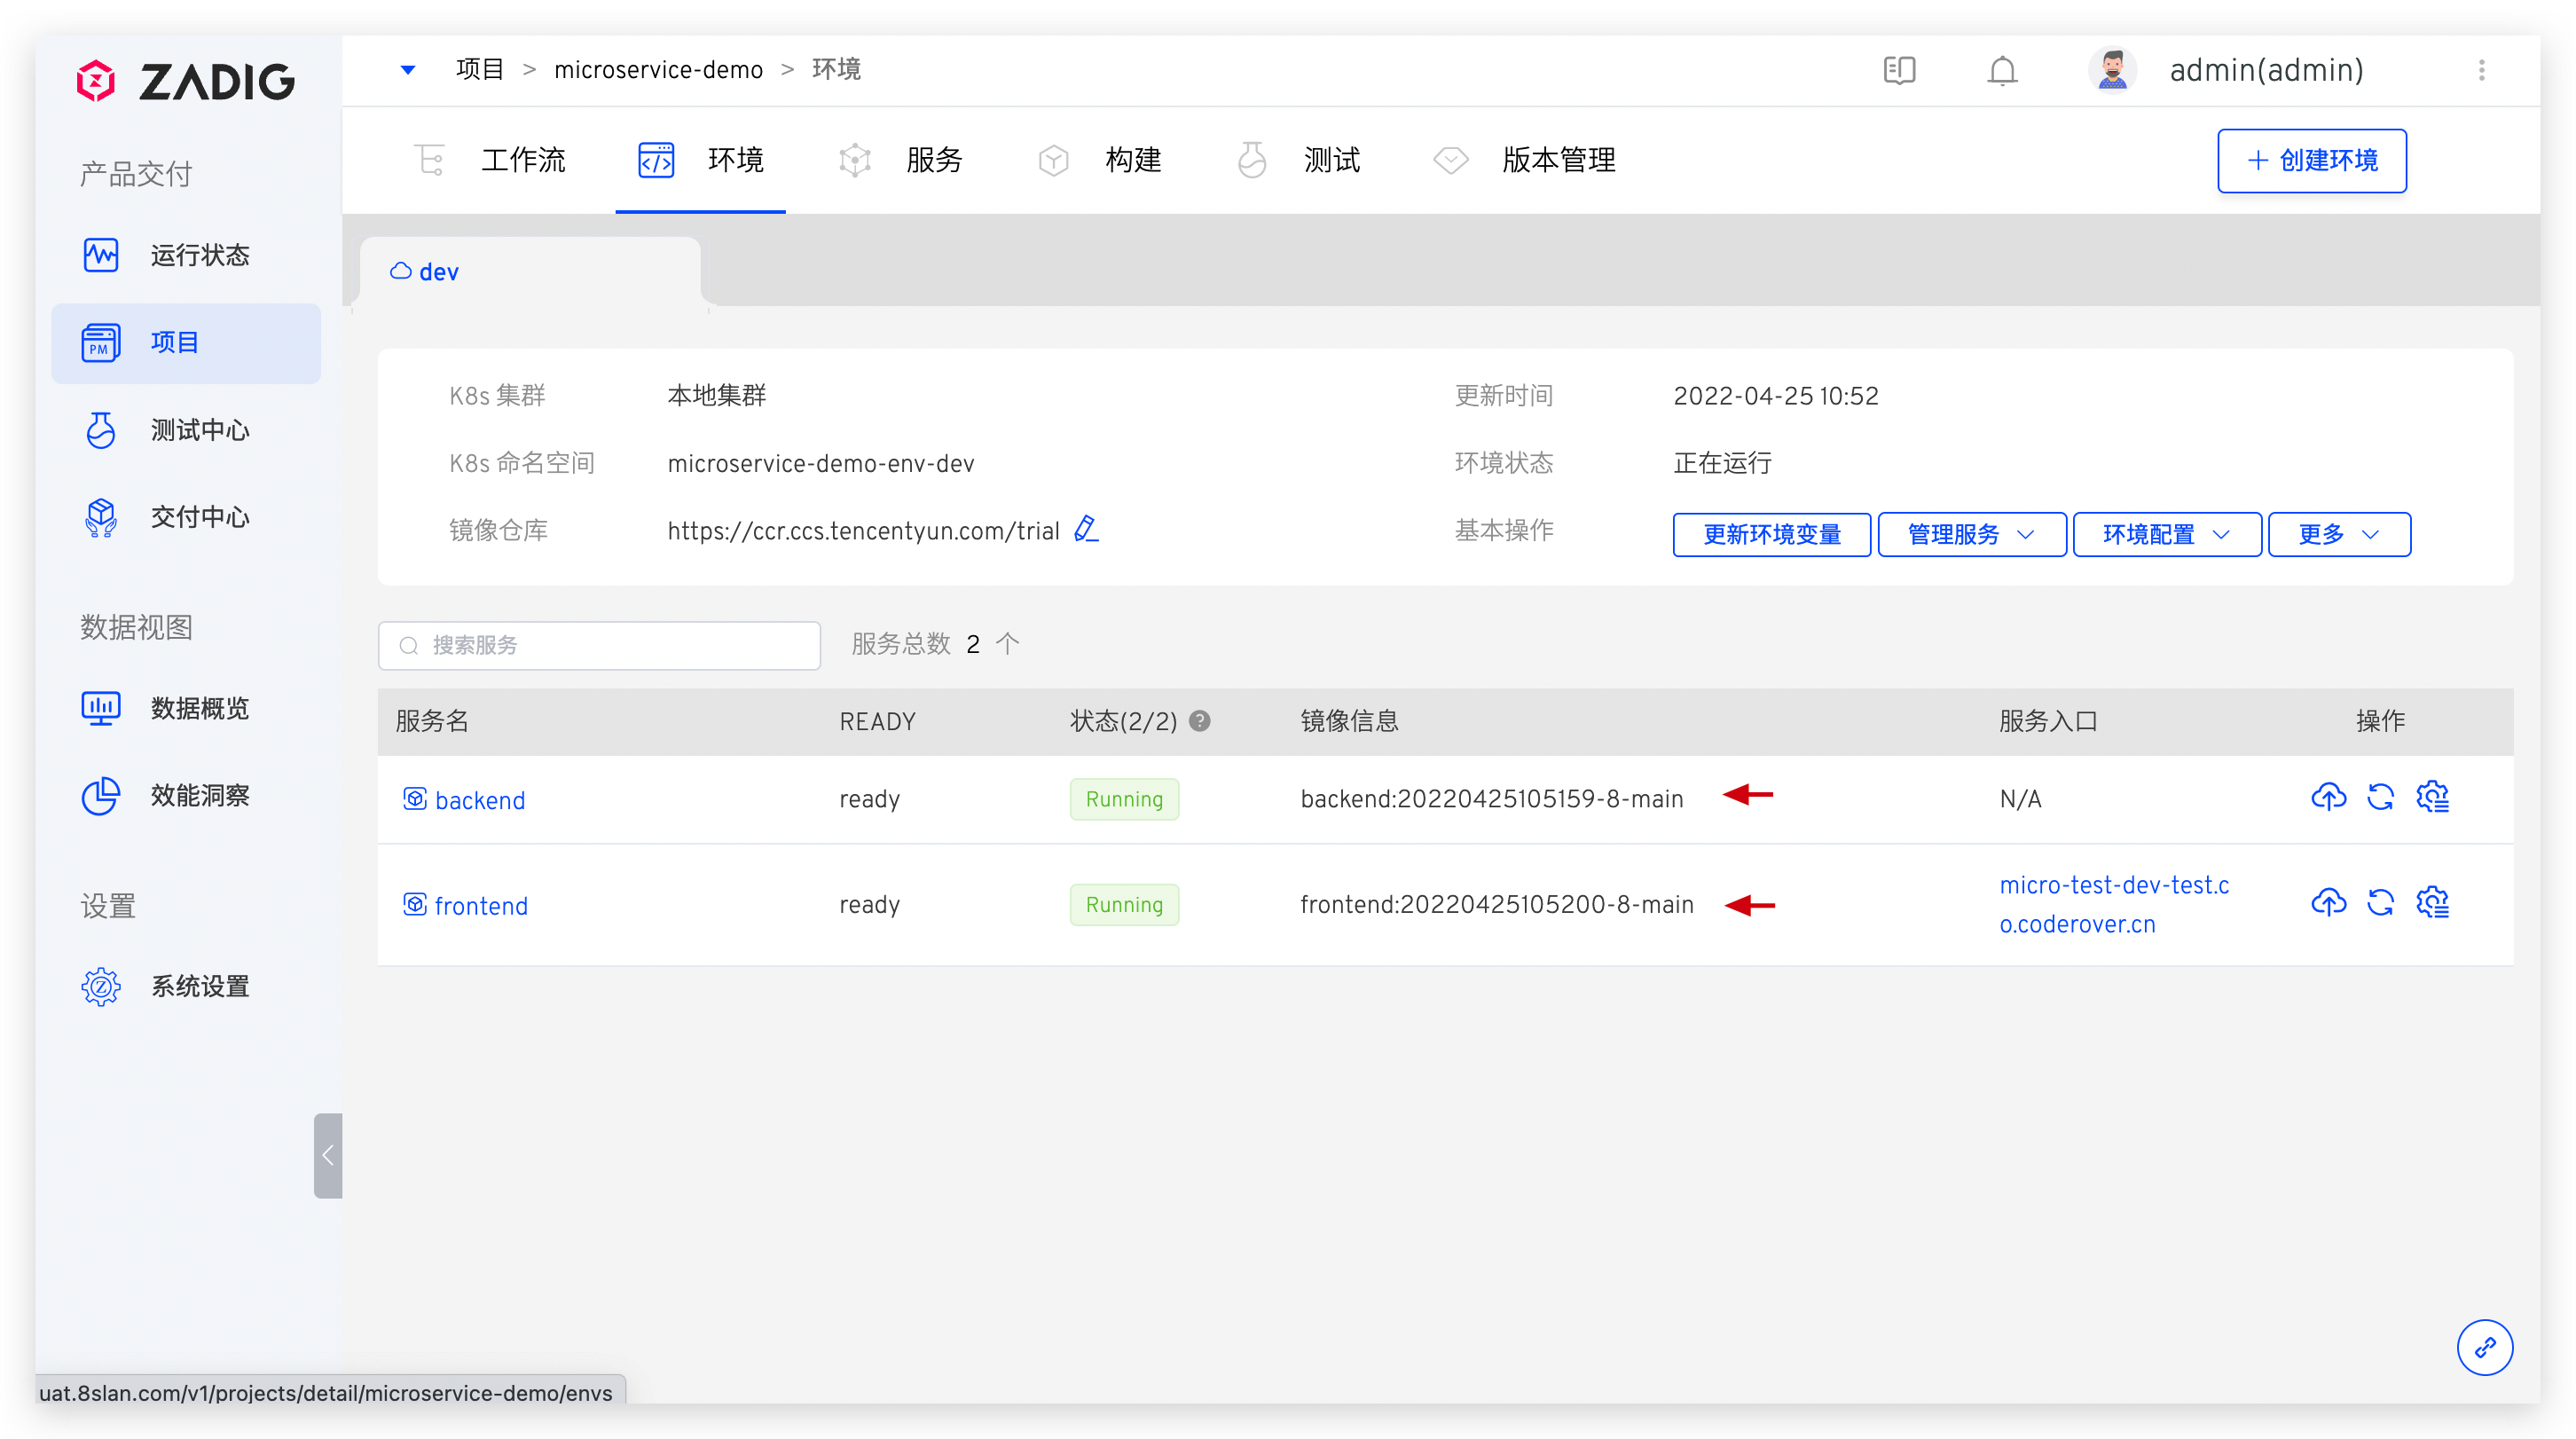 ZADIG
项目 > microservice-demo > 环境
admin(admin)
产品交付
运行状态
PM
项目
测试中心
交付中心
数据视图
数据概览
效能洞察
设置
系统设置
工作流
环境
服务
构建
测试
版本管理
+ 创建环境
dev
K8s 集群 本地集群
更新时间 2022-04-25 10:52
K8s 命名空间 microservice-demo-env-dev
环境状态 正在运行
镜像仓库 https://ccr.ccs.tencentyun.com/trial
基本操作 更新环境变量 管理服务 环境配置 更多
搜索服务 服务总数 2 个
服务名 READY 状态(2/2) ? 镜像信息 服务入口 操作
backend ready Running backend:20220425105159-8-main N/A
frontend ready Running frontend:20220425105200-8-main micro-test-dev-test.c
o.coderover.cn
uat.8slan.com/v1/projects/detail/microservice-demo/envs